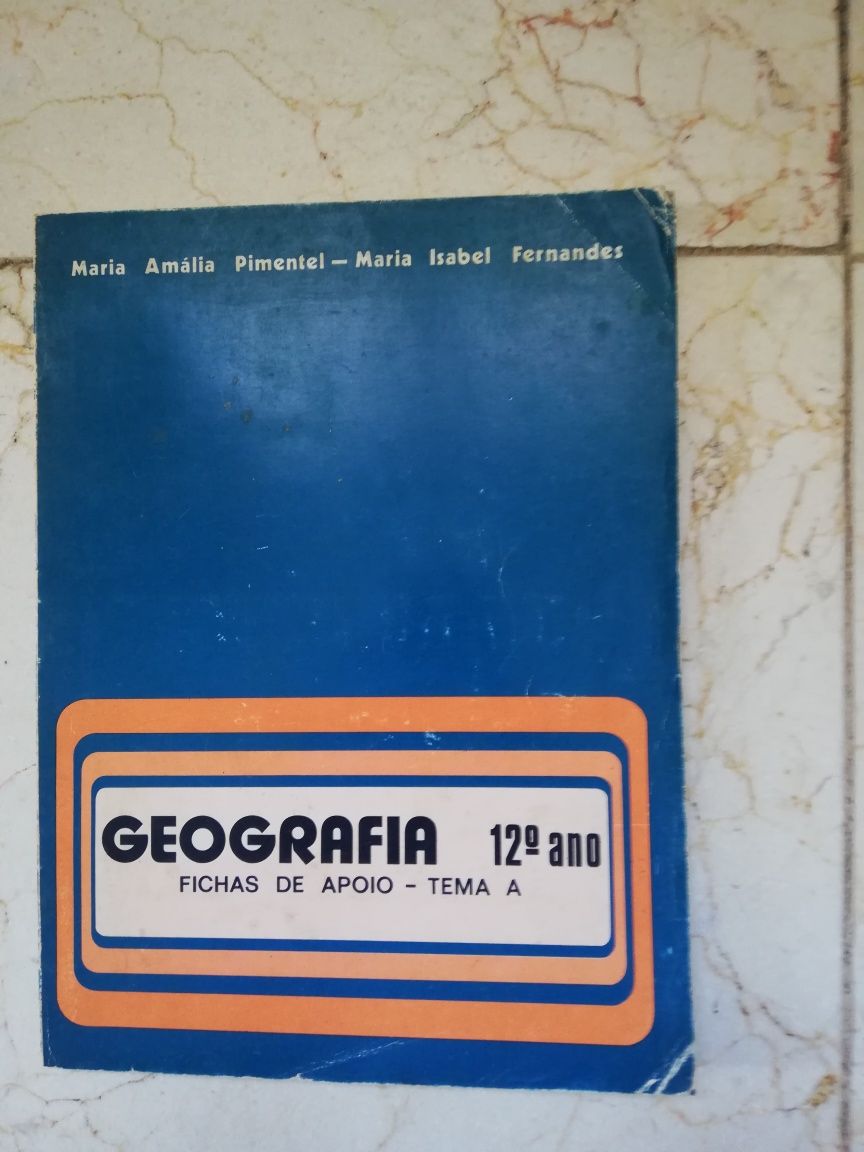 Maria Amália Pimentel – Maria Isabel Fernandes
GEOGRAFIA 12º ano
FICHAS DE APOIO - TEMA A